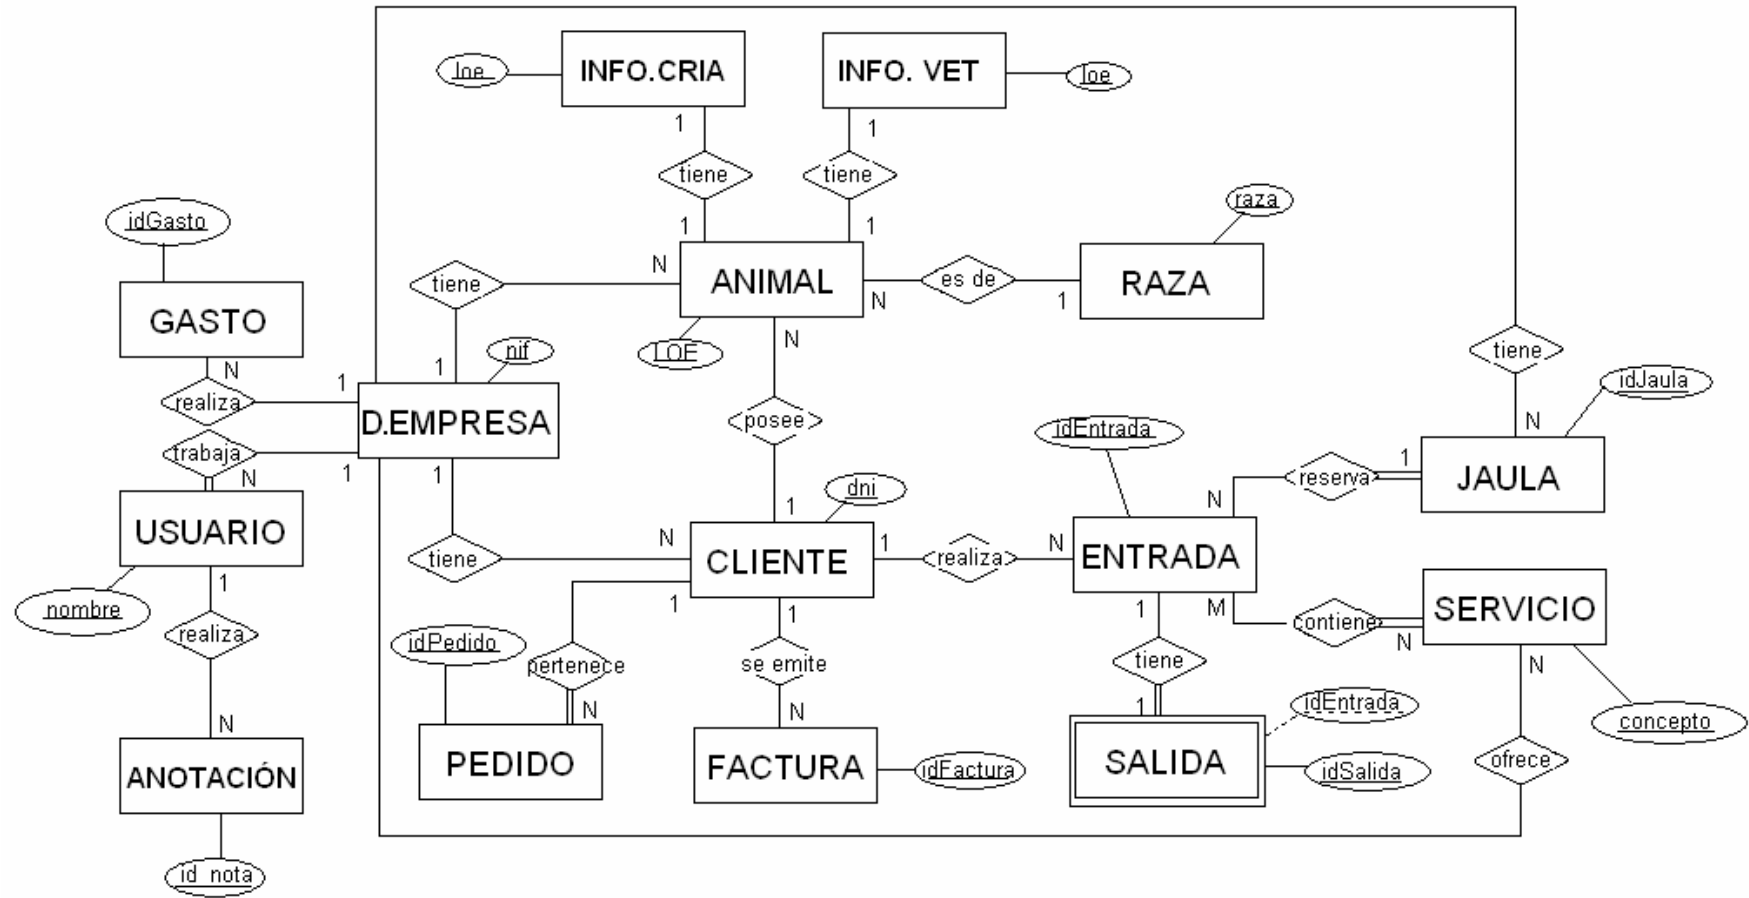 INFO.CRIA
loe
INFO. VET
loe
1
1
tiene
tiene
1
1
raza
idGasto
N
ANIMAL
tiene
es de
RAZA
N
1
GASTO
LOE
N
tiene
N
nif
1
1
realiza
D.EMPRESA
posee
idJaula
idEntrada
N
trabaja
N
1
1
dni
1
reserva
1
JAULA
N
USUARIO
N
tiene
CLIENTE
1
realiza
N
ENTRADA
nombre
1
1
1
1
M
contiene
N
SERVICIO
realiza
idPedido
pertenece
se emite
tiene
N
N
N
N
1
idEntrada
concepto
ANOTACIÓN
PEDIDO
FACTURA
idFactura
SALIDA
idSalida
ofrece
id_nota